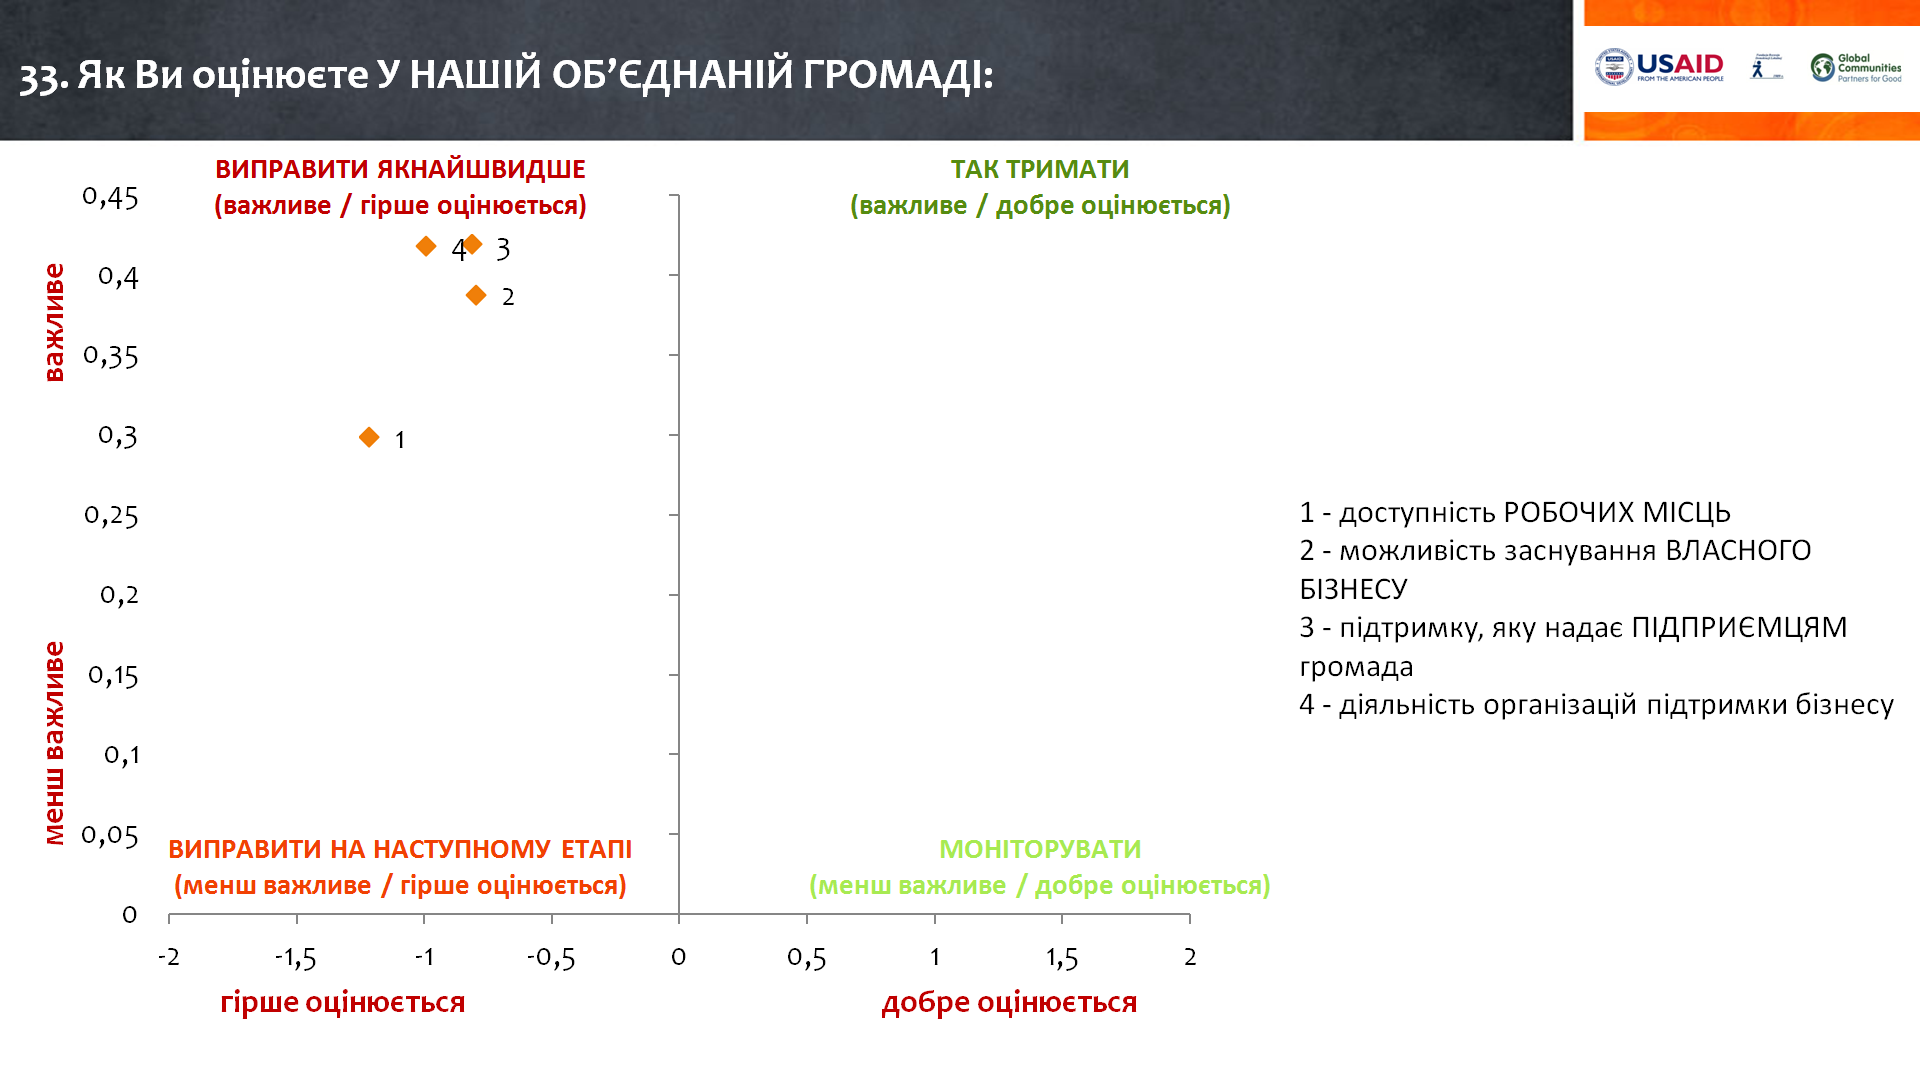 33. Як Ви оцінюєте У НАШІЙ ОБ’ЄДНАНІЙ ГРОМАДІ:
USAID
FROM THE AMERICAN PEOPLE
Global
Communities
Partners for Good
ВИПРАВИТИ ЯКНАЙШВИДШЕ
(важливе / гірше оцінюється)
ТАК ТРИМАТИ
(важливе / добре оцінюється)
важливе
менш важливе
0,45
0,4
0,35
0,3
0,25
0,2
0,15
0,1
0,05
0
4
3
2
1
1 - доступність РОБОЧИХ МІСЦЬ
2 - можливість заснування ВЛАСНОГО
БІЗНЕСУ
3 - підтримку, яку надає ПІДПРИЄМЦЯМ
громада
4 - діяльність організацій підтримки бізнесу
ВИПРАВИТИ НА НАСТУПНОМУ ЕТАПІ
(менш важливе / гірше оцінюється)
МОНІТОРУВАТИ
(менш важливе / добре оцінюється)
-2 -1,5 -1 -0,5 0 0,5 1 1,5 2
гірше оцінюється
добре оцінюється